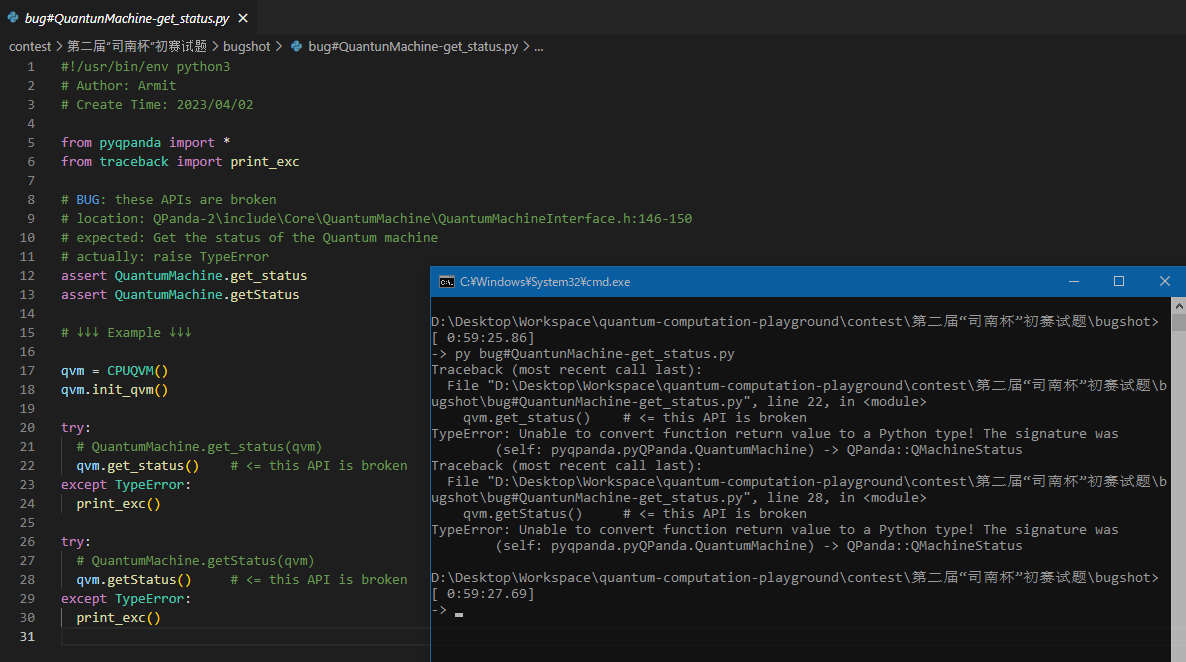 bug#QuantunMachine-get_status.py ×
contest > 第二届“司南杯”初赛试题 > bugshot > bug#QuantunMachine-get_status.py > ...
1 #!/usr/bin/env python3
2 # Author: Armit
3 # Create Time: 2023/04/02
4
5 from pyqpanda import *
6 from traceback import print_exc
7
8 # BUG: these APIs are broken
9 # location: QPanda-2\include\Core\QuantumMachine\QuantumMachineInterface.h:146-150
10 # expected: Get the status of the Quantum machine
11 # actually: raise TypeError
12 assert QuantumMachine.get_status
13 assert QuantumMachine.getStatus
14
15 # ↓↓↓ Example ↓↓↓
16
17 qvm = CPUQVM()
18 qvm.init_qvm()
19
20 try:
21 # QuantumMachine.get_status(qvm)
22 qvm.get_status() # <= this API is broken
23 except TypeError:
24 print_exc()
25
26 try:
27 # QuantumMachine.getStatus(qvm)
28 qvm.getStatus() # <= this API is broken
29 except TypeError:
30 print_exc()
31
C:\. C:¥Windows¥System32¥cmd.exe
D:\Desktop\Workspace\quantum-computation-playground\contest\第二届“司南杯”初赛试题\bugshot>
[ 0:59:25.86]
-> py bug#QuantunMachine-get_status.py
Traceback (most recent call last):
File "D:\Desktop\Workspace\quantum-computation-playground\contest\第二届“司南杯”初赛试题\b
ugshot\bug#QuantunMachine-get_status.py", line 22, in <module>
qvm.get_status() # <= this API is broken
TypeError: Unable to convert function return value to a Python type! The signature was
(self: pyqpanda.pyQPanda.QuantumMachine) -> QPanda::QMachineStatus
Traceback (most recent call last):
File "D:\Desktop\Workspace\quantum-computation-playground\contest\第二届“司南杯”初赛试题\b
ugshot\bug#QuantunMachine-get_status.py", line 28, in <module>
qvm.getStatus() # <= this API is broken
TypeError: Unable to convert function return value to a Python type! The signature was
(self: pyqpanda.pyQPanda.QuantumMachine) -> QPanda::QMachineStatus
D:\Desktop\Workspace\quantum-computation-playground\contest\第二届“司南杯”初赛试题\bugshot>
[ 0:59:27.69]
->